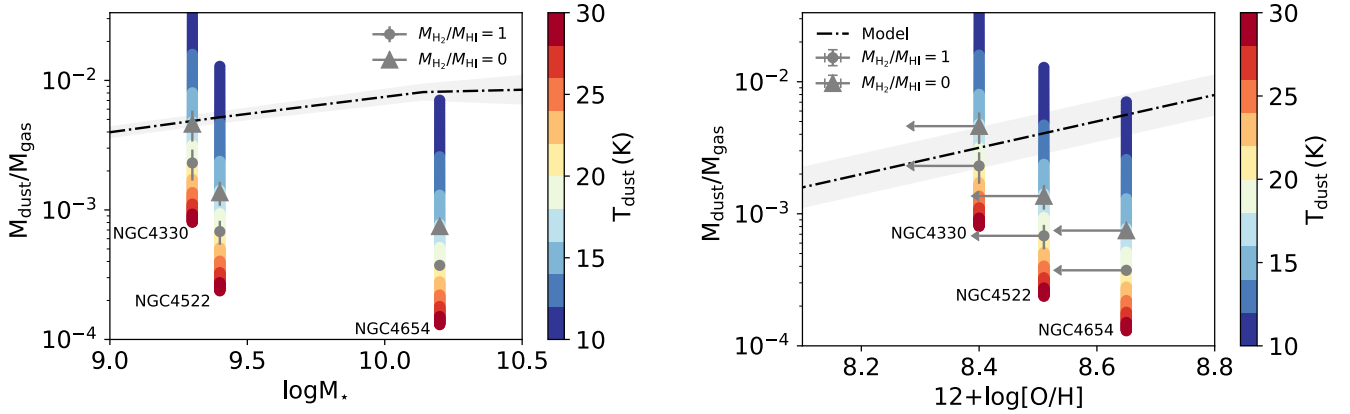 M_H₂/M_HI = 1
M_H₂/M_HI = 0
NGC4330
NGC4522
NGC4654
10⁻²
10⁻³
10⁻⁴
M_dust/M_gas
9.0 9.5 10.0 10.5
logM⋆
30
25
20
15
10
T_dust (K)
Model
M_H₂/M_HI = 1
M_H₂/M_HI = 0
NGC4330
NGC4522
NGC4654
10⁻²
10⁻³
10⁻⁴
M_dust/M_gas
8.2 8.4 8.6 8.8
12+log[O/H]
30
25
20
15
10
T_dust (K)